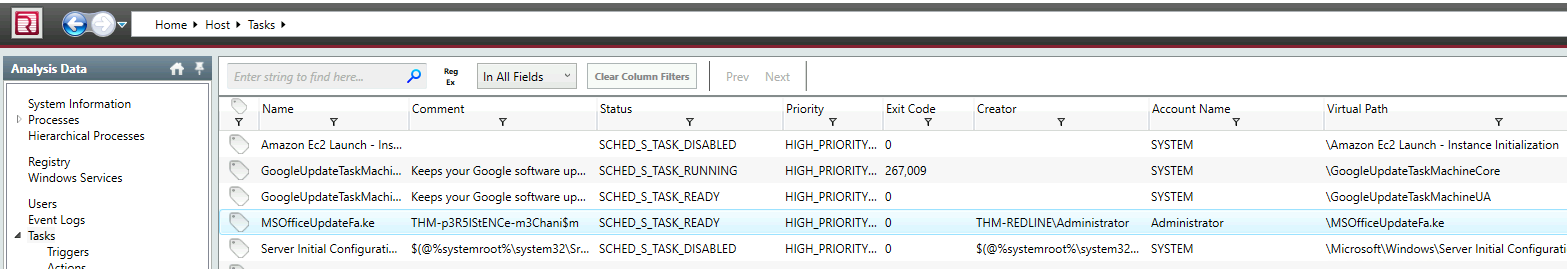 Home Host Tasks
Analysis Data
System Information
Processes
Hierarchical Processes
Registry
Windows Services
Users
Event Logs
Tasks
Triggers
Actions
Enter string to find here... Reg Ex In All Fields Clear Column Filters Prev Next
Name Comment Status Priority Exit Code Creator Account Name Virtual Path
Amazon Ec2 Launch - Ins... SCHED_S_TASK_DISABLED HIGH_PRIORITY... 0 SYSTEM \Amazon Ec2 Launch - Instance Initialization
GoogleUpdateTaskMachi... Keeps your Google software up... SCHED_S_TASK_RUNNING HIGH_PRIORITY... 267,009 SYSTEM \GoogleUpdateTaskMachineCore
GoogleUpdateTaskMachi... Keeps your Google software up... SCHED_S_TASK_READY HIGH_PRIORITY... 0 SYSTEM \GoogleUpdateTaskMachineUA
MSOfficeUpdateFa.ke THM-p3R5IStENCe-m3Chani$m SCHED_S_TASK_READY HIGH_PRIORITY... 0 THM-REDLINE\Administrator Administrator \MSOfficeUpdateFa.ke
Server Initial Configurati... $(@%systemroot%\system32\Sr... SCHED_S_TASK_DISABLED HIGH_PRIORITY... 0 $(@%systemroot%\system32... SYSTEM \Microsoft\Windows\Server Initial Configuratio